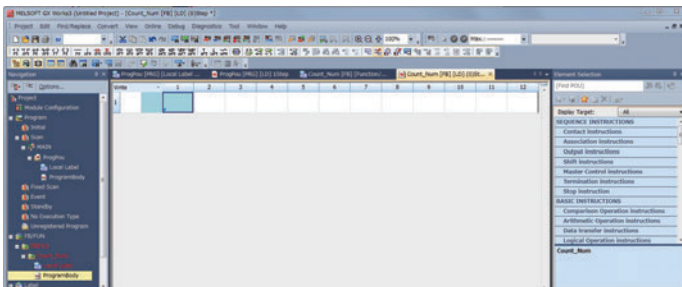 MELSOFT GX Works3 (Untitled Project) - [Count_Num [FB] [LD] (0)Step *]
Project Edit Find/Replace Convert View Online Debug Diagnostics Tool Window Help
Navigation
ProgPou [PRG] [Local Label ...
ProgPou [PRG] [LD] 1Step
Count_Num [FB] [Function/...
Count_Num [FB] [LD] (0)St...
Element Selection
Options...
Write 1 2 3 4 5 6 7 8 9 10 11 12
1
(Find POU)
Display Target: All
Project
Module Configuration
Program
Initial
Scan
MAIN
ProgPou
Local Label
ProgramBody
Fixed Scan
Event
Standby
No Execution Type
Unregistered Program
FB/FUN
ProgramBody
Label
SEQUENCE INSTRUCTIONS
Contact Instructions
Association Instructions
Output Instructions
Shift Instructions
Master Control Instructions
Termination Instructions
Stop Instruction
BASIC INSTRUCTIONS
Comparison Operation Instructions
Arithmetic Operation Instructions
Data transfer Instructions
Logical Operation Instructions
Count_Num